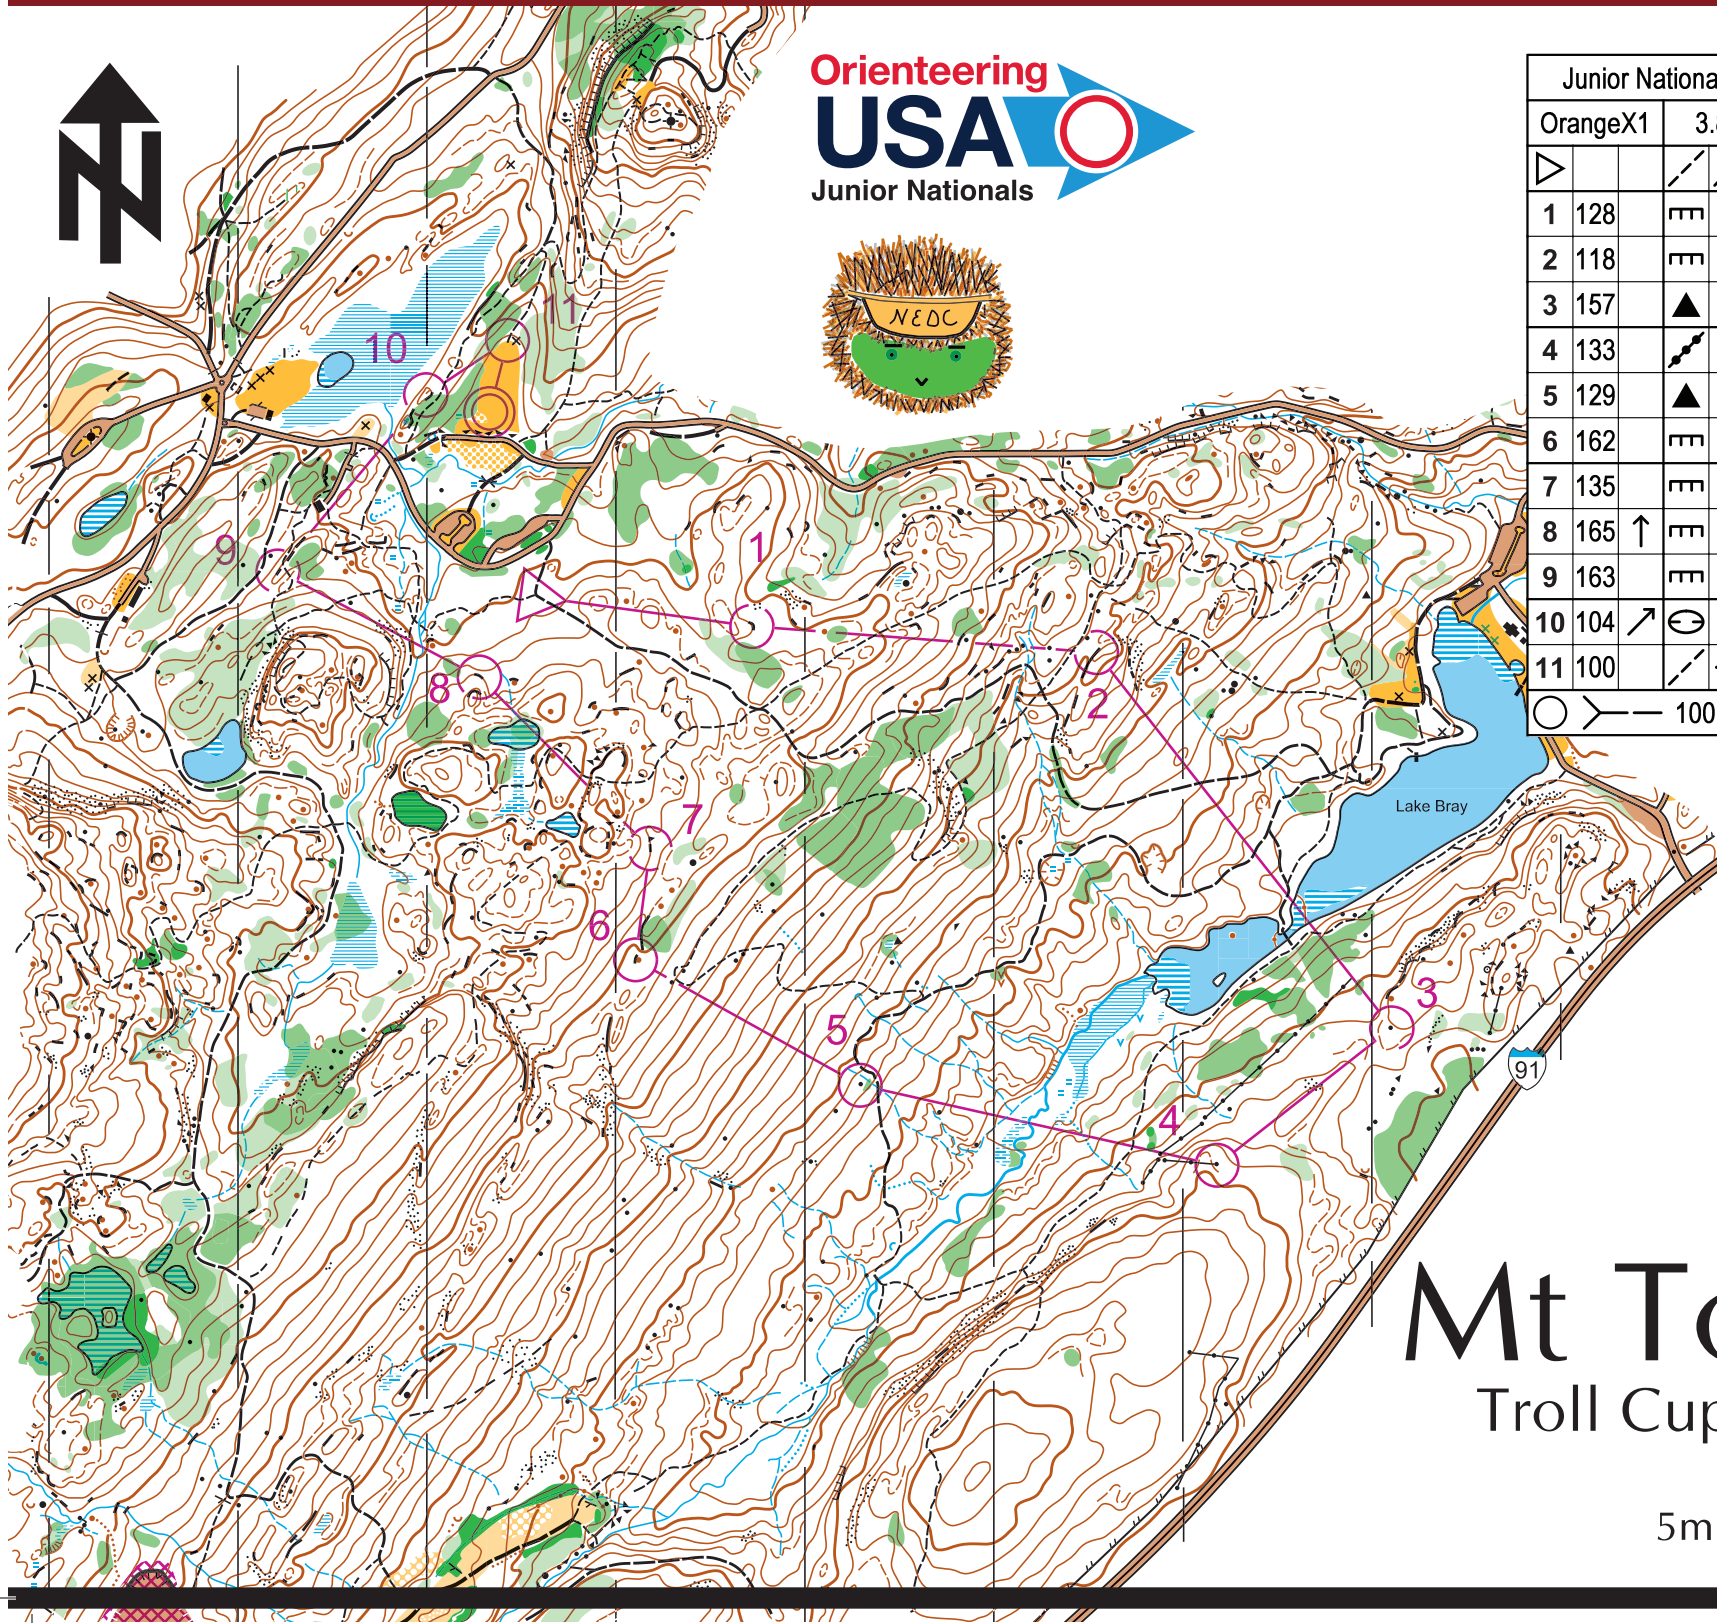 Orienteering
USA
Junior Nationals
NEDC
N
Junior Nationa
OrangeX1 3.
1 128
2 118
3 157
4 133
5 129
6 162
7 135
8 165
9 163
10 104
11 100
100
11
10
9
1
8
2
7
Lake Bray
6
3
5
91
4
Mt To
Troll Cup
5m